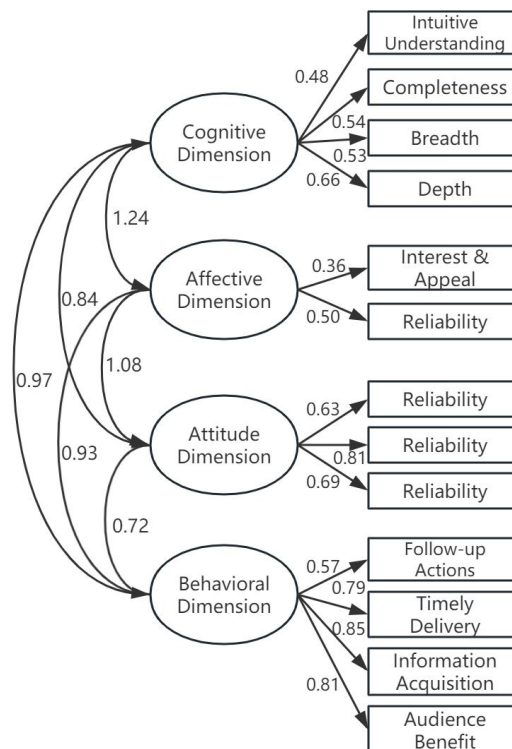 Intuitive
Understanding
0.48
Completeness
Cognitive
Dimension
0.54
Breadth
0.53
0.66
Depth
1.24
Interest &
Appeal
0.36
Affective
Dimension
0.84
0.50
Reliability
1.08
0.97
Reliability
0.63
Attitude
Dimension
Reliability
0.93
0.81
0.69
Reliability
0.72
Follow-up
Actions
0.57
Behavioral
Dimension
0.79
Timely
Delivery
0.85
Information
Acquisition
0.81
Audience
Benefit